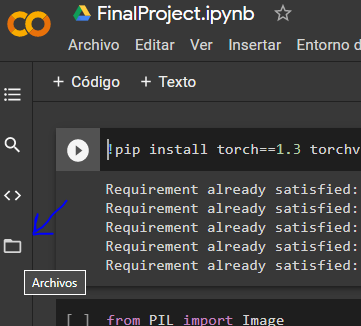 FinalProject.ipynb
Archivo Editar Ver Insertar Entorno d
+ Código + Texto
!pip install torch==1.3 torchv
Requirement already satisfied:
Requirement already satisfied:
Requirement already satisfied:
Requirement already satisfied:
Requirement already satisfied:
Archivos
[ ] from PIL import Image